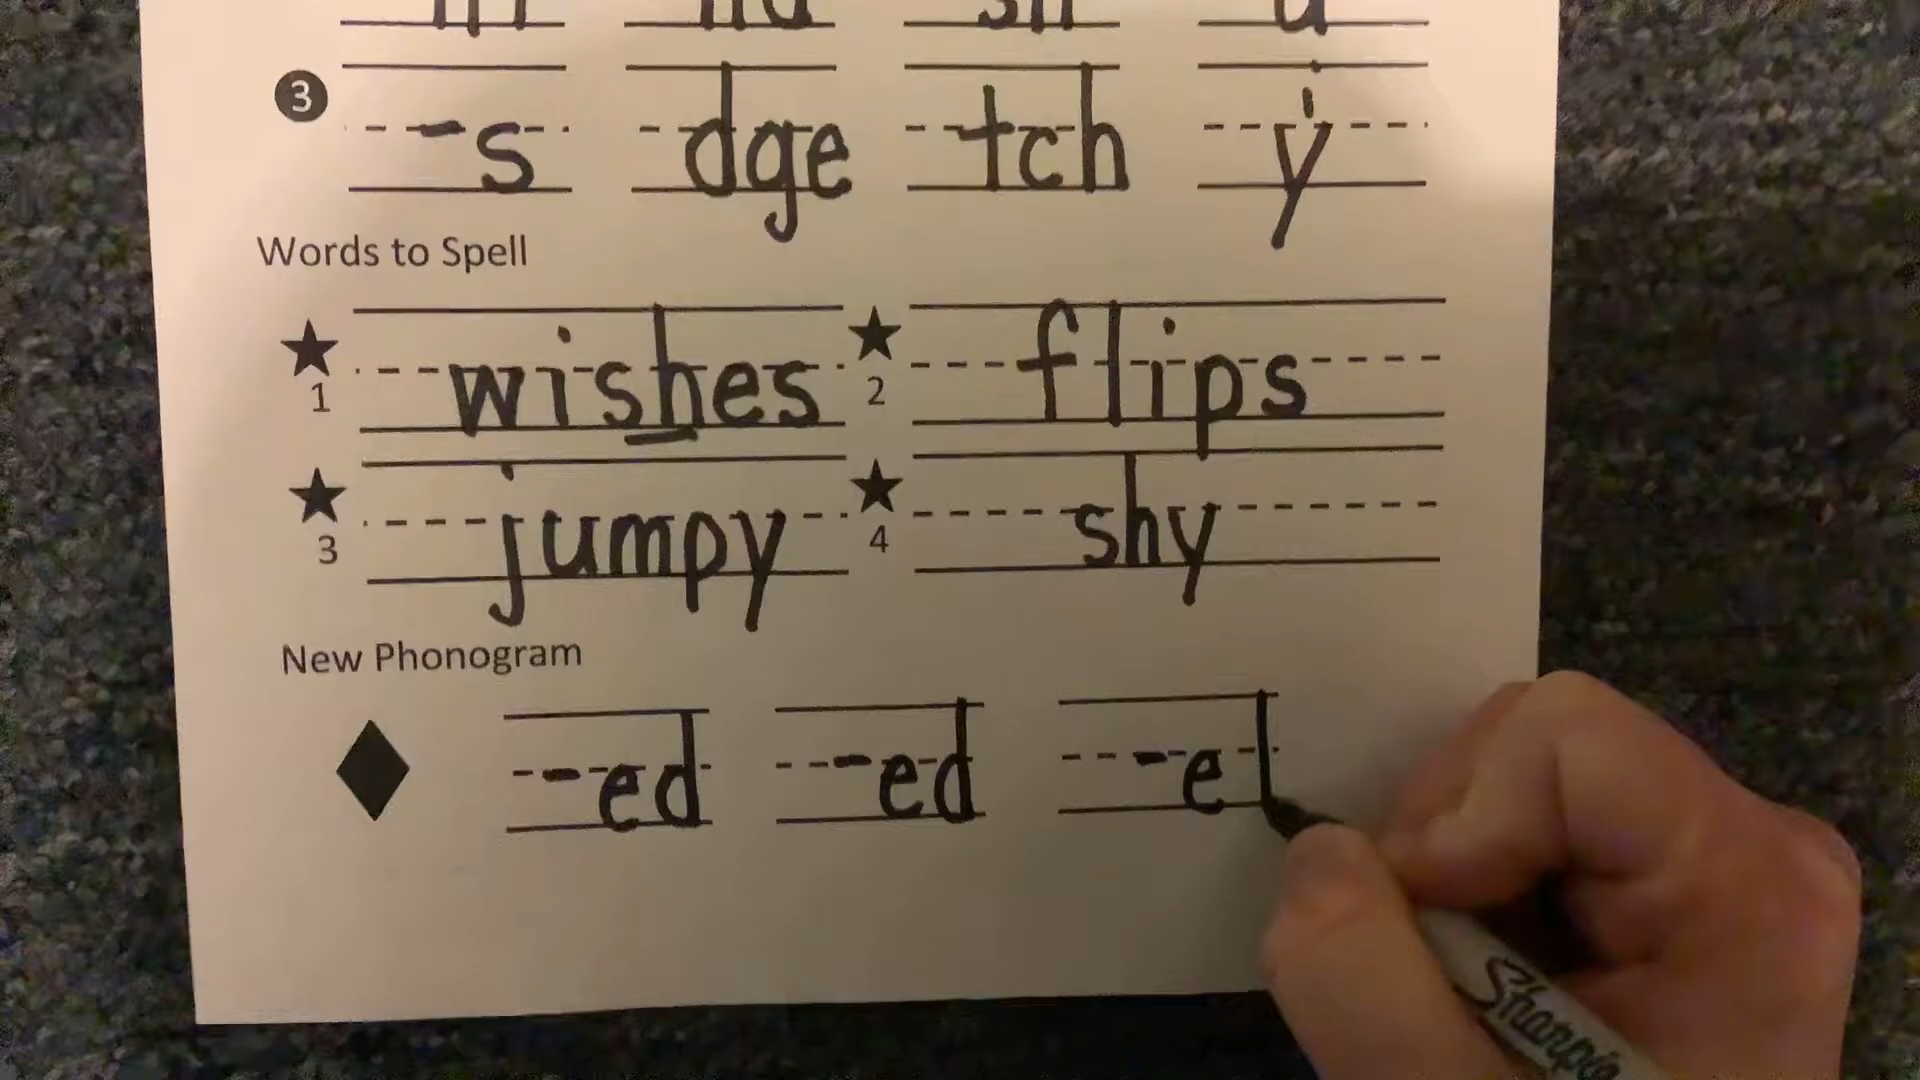 3 -s dge tch y
Words to Spell
1 wishes 2 flips
3 jumpy 4 shy
New Phonogram
-ed -ed -el
Sharpie